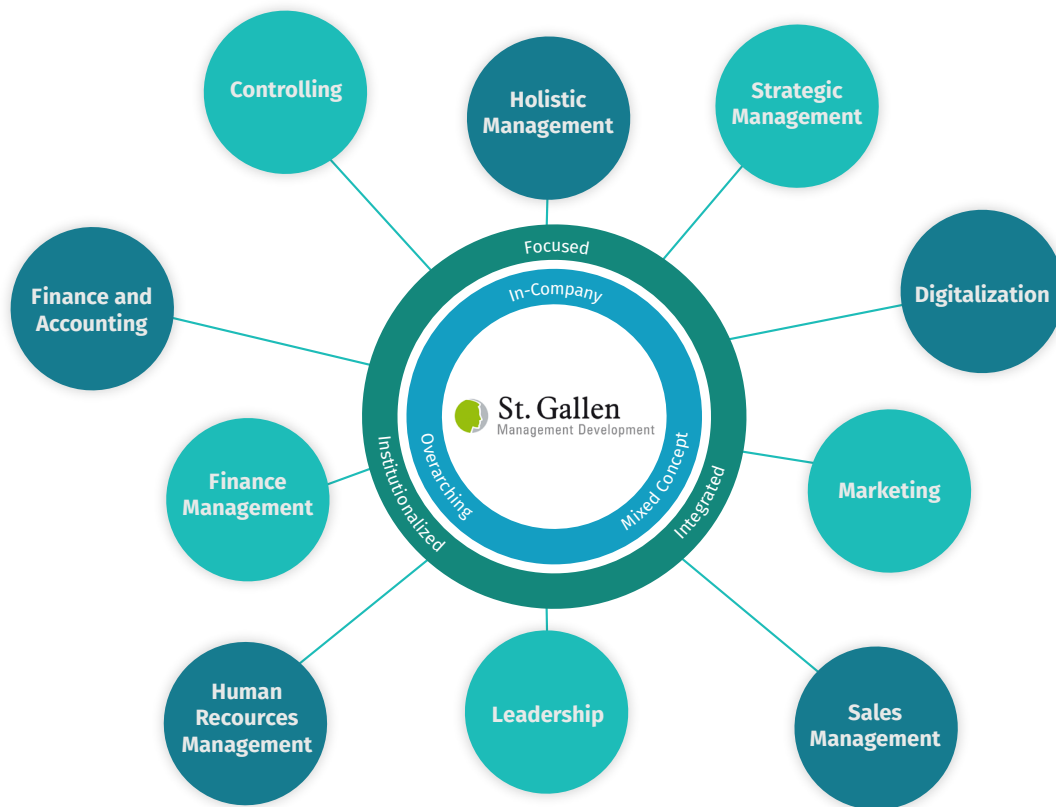 Controlling
Holistic
Management
Strategic
Management
Finance and
Accounting
Focused
In-Company
Digitalization
St. Gallen
Management Development
Finance
Management
Institutionalized
Overarching
Mixed Concept
Integrated
Marketing
Human
Recources
Management
Leadership
Sales
Management